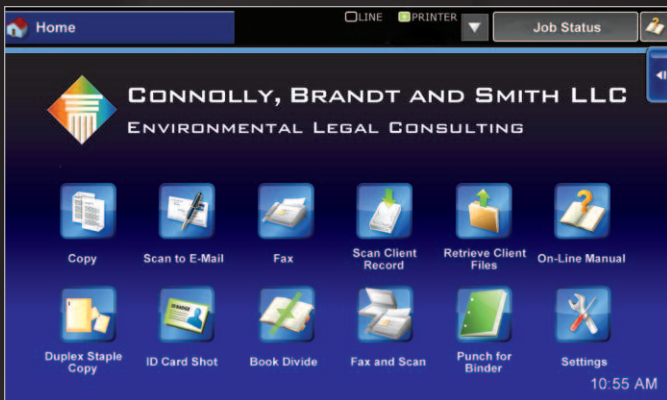 Home
LINE PRINTER
Job Status
CONNOLLY, BRANDT AND SMITH LLC
ENVIRONMENTAL LEGAL CONSULTING
Copy
Scan to E-Mail
Fax
Scan Client
Record
Retrieve Client
Files
On-Line Manual
Duplex Staple
Copy
ID Card Shot
Book Divide
Fax and Scan
Punch for
Binder
Settings
10:55 AM